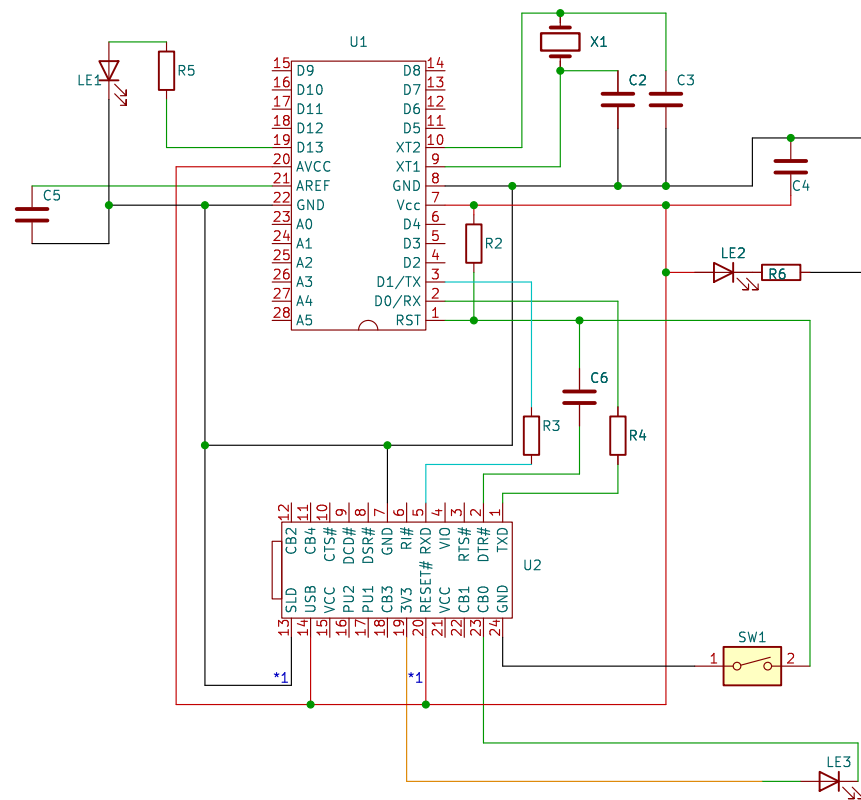 U1
X1
LE1
R5
C2
C3
15 D9 D8 14
16 D10 D7 13
17 D11 D6 12
18 D12 D5 11
19 D13 XT2 10
20 AVCC XT1 9
21 AREF GND 8
22 GND Vcc 7
23 A0 D4 6
24 A1 D3 5
25 A2 D2 4
26 A3 D1/TX 3
27 A4 D0/RX 2
28 A5 RST 1
C5
C4
R2
LE2
R6
C6
R3
R4
12 11 10 9 8 7 6 5 4 3 2 1
CB2 CB4 CTS# DCD# DSR# GND RI# RXD VIO RTS# DTR# TXD
U2
SLD USB VCC PU2 PU1 CB3 3V3 RESET# VCC CB1 CB0 GND
13 14 15 16 17 18 19 20 21 22 23 24
SW1
1 2
*1 *1
LE3